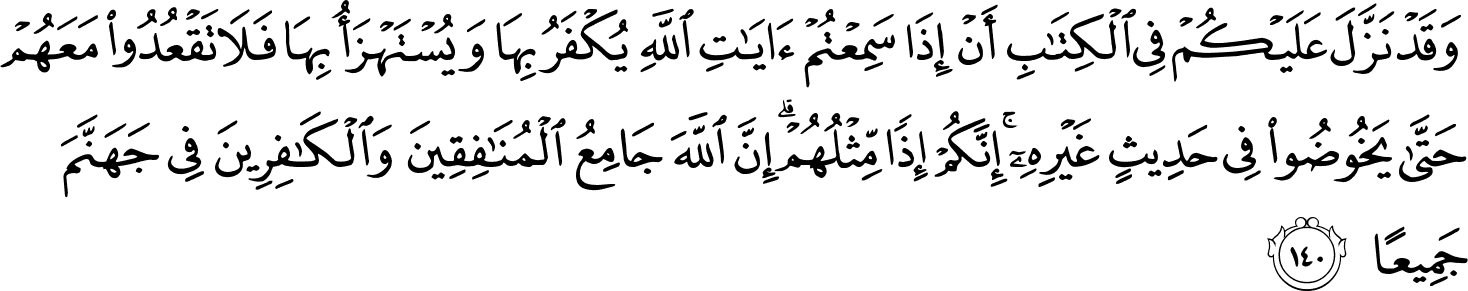 وَقَدۡ نَزَّلَ عَلَيۡكُمۡ فِي ٱلۡكِتَٰبِ أَنۡ إِذَا سَمِعۡتُمۡ ءَايَٰتِ ٱللَّهِ يُكۡفَرُ بِهَا وَيُسۡتَهۡزَأُ بِهَا فَلَا تَقۡعُدُواْ مَعَهُمۡ
حَتَّىٰ يَخُوضُواْ فِي حَدِيثٍ غَيۡرِهِۦٓ ۚ إِنَّكُمۡ إِذٗا مِّثۡلُهُمۡ ۗ إِنَّ ٱللَّهَ جَامِعُ ٱلۡمُنَٰفِقِينَ وَٱلۡكَٰفِرِينَ فِي جَهَنَّمَ
جَمِيعًا ١٤٠